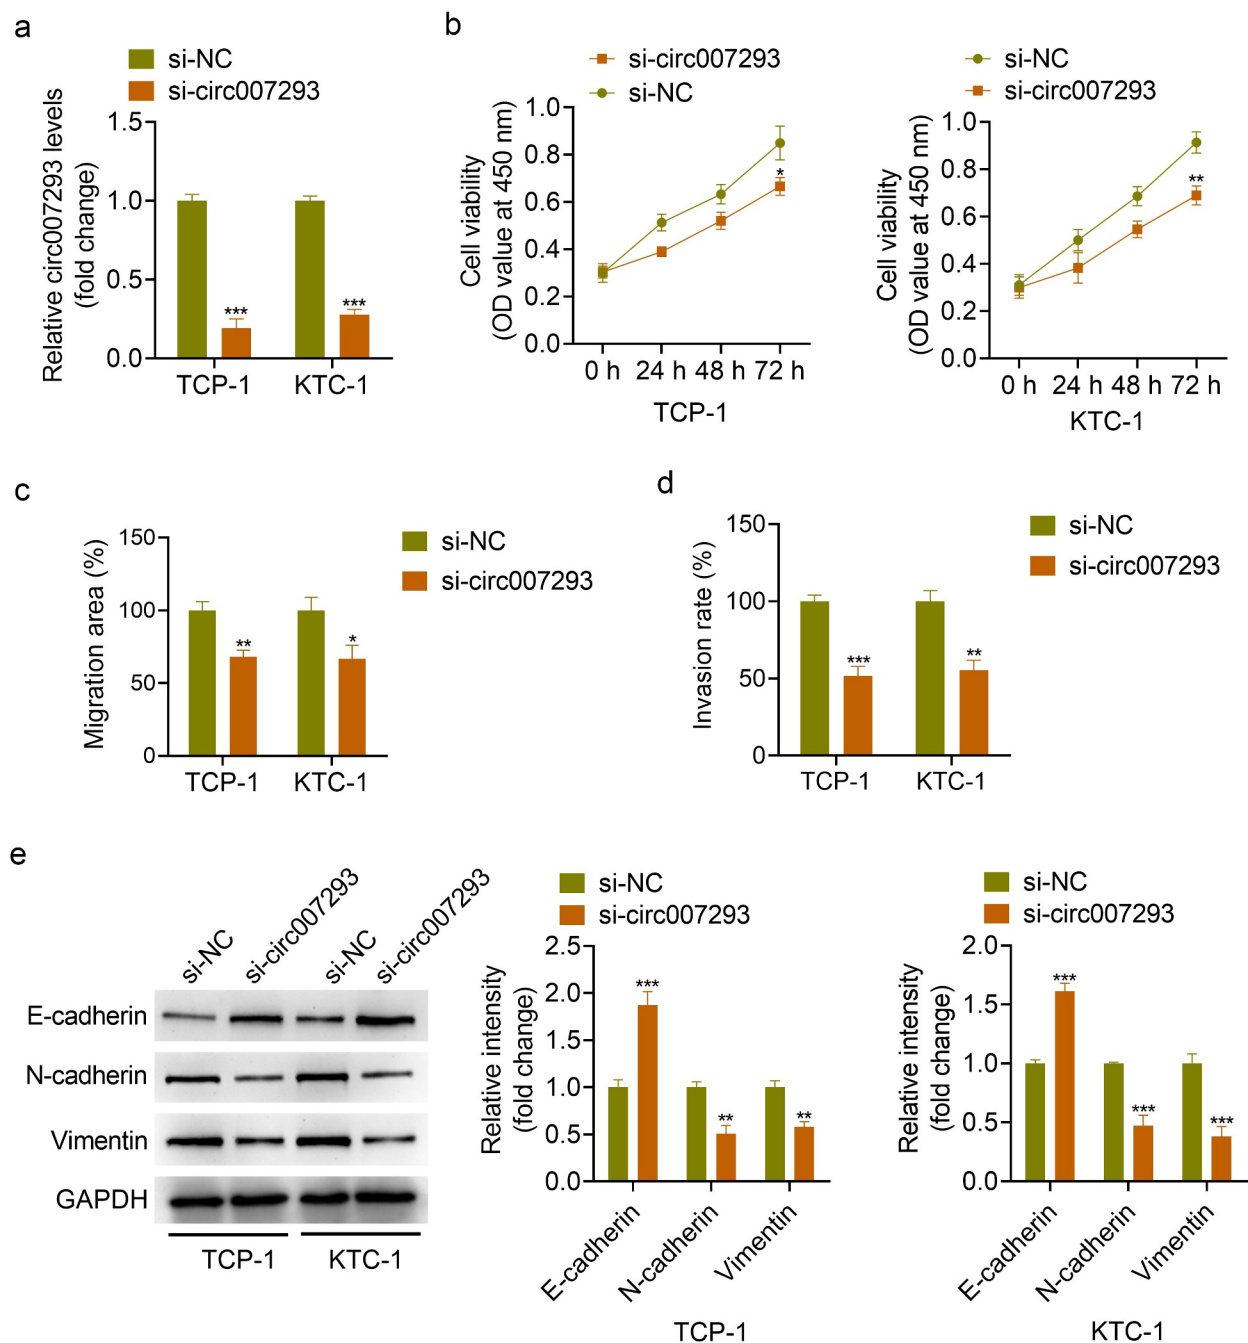 a
si-NC
si-circ007293
Relative circ007293 levels
(fold change)
1.5
1.0
0.5
0.0
***
***
TCP-1
KTC-1
b
si-circ007293
si-NC
Cell viability
(OD value at 450 nm)
1.0
0.8
0.6
0.4
0.2
0.0
*
0 h
24 h
48 h
72 h
TCP-1
si-NC
si-circ007293
Cell viability
(OD value at 450 nm)
1.0
0.8
0.6
0.4
0.2
0.0
**
0 h
24 h
48 h
72 h
KTC-1
c
si-NC
si-circ007293
Migration area (%)
150
100
50
0
**
*
TCP-1
KTC-1
d
si-NC
si-circ007293
Invasion rate (%)
150
100
50
0
***
**
TCP-1
KTC-1
e
si-NC
si-circ007293
si-NC
si-circ007293
E-cadherin
N-cadherin
Vimentin
GAPDH
TCP-1
KTC-1
si-NC
si-circ007293
Relative intensity
(fold change)
2.5
2.0
1.5
1.0
0.5
0.0
***
**
**
E-cadherin
N-cadherin
Vimentin
TCP-1
si-NC
si-circ007293
Relative intensity
(fold change)
2.0
1.5
1.0
0.5
0.0
***
***
***
E-cadherin
N-cadherin
Vimentin
KTC-1